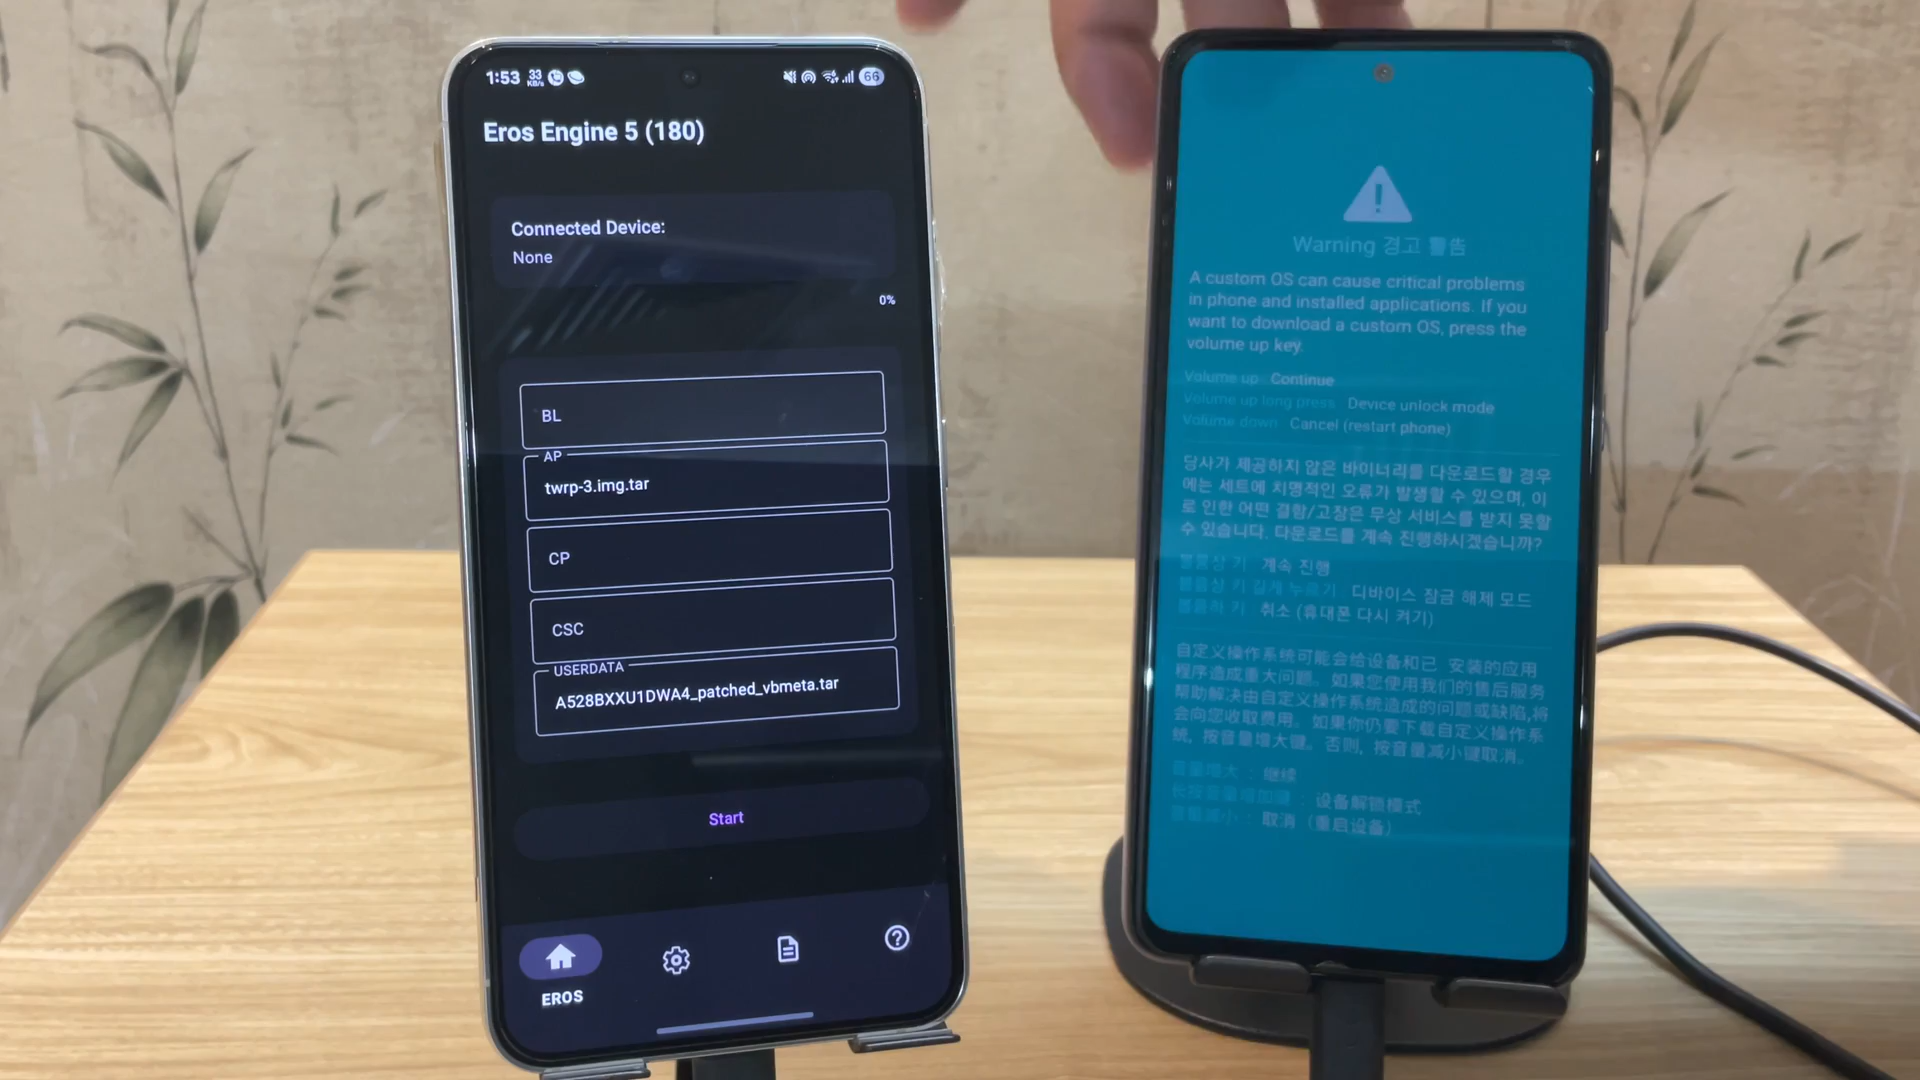 1:53 33 KB/s 66
Eros Engine 5 (180)
Connected Device:
None
0%
BL
AP
twrp-3.img.tar
CP
CSC
USERDATA
A528BXXU1DWA4_patched_vbmeta.tar
Start
EROS
Warning 경고 警告
A custom OS can cause critical problems
in phone and installed applications. If you
want to download a custom OS, press the
volume up key.
Volume up Continue
Volume up long press Device unlock mode
Volume down Cancel (restart phone)
당사가 제공하지 않은 바이너리를 다운로드할 경우
에는 세트에 치명적인 오류가 발생할 수 있으며, 이
로 인한 어떤 결함/고장은 무상 서비스를 받지 못할
수 있습니다. 다운로드를 계속 진행하시겠습니까?
볼륨상 키 계속 진행
볼륨상 키 길게 누르기 디바이스 잠금 해제 모드
볼륨하 키 취소 (휴대폰 다시 켜기)
自定义操作系统可能会给设备和已 安装的应用
程序造成重大问题。如果您使用我们的售后服务
帮助解决由自定义操作系统造成的问题或缺陷,将
会向您收取费用。如果你仍要下载自定义操作系
统, 按音量增大键。否则, 按音量减小键取消。
音量增大 : 继续
长按音量增加键 : 设备解锁模式
音量减小 : 取消 (重启设备)